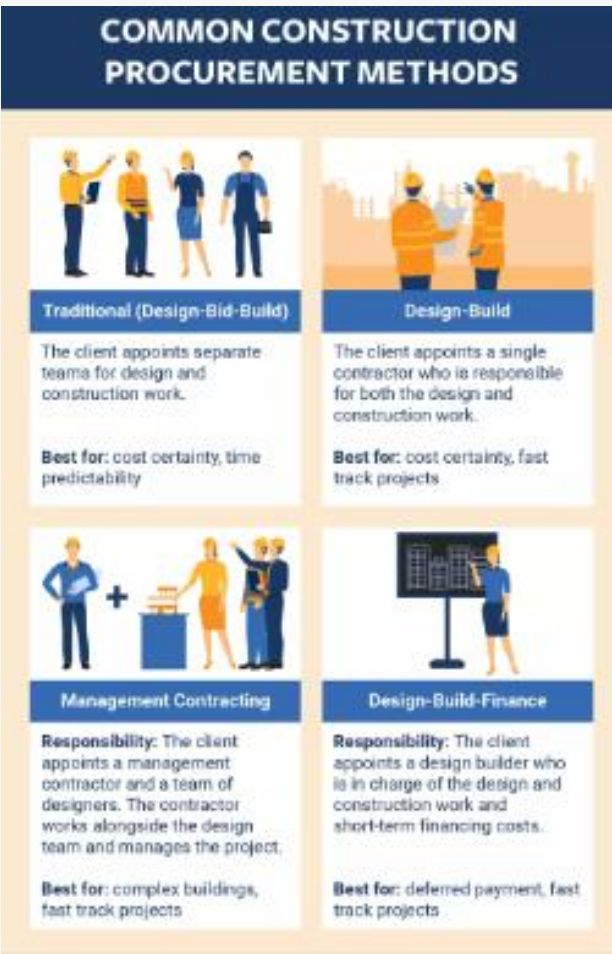 COMMON CONSTRUCTION
PROCUREMENT METHODS
Traditional (Design-Bid-Build)
The client appoints separate
teams for design and
construction work.
Best for: cost certainty, time
predictability
Design-Build
The client appoints a single
contractor who is responsible
for both the design and
construction work.
Best for: cost certainty, fast
track projects
Management Contracting
Responsibility: The client
appoints a management
contractor and a team of
designers. The contractor
works alongside the design
team and manages the project.
Best for: complex buildings,
fast track projects
Design-Build-Finance
Responsibility: The client
appoints a design builder who
is in charge of the design and
construction work and
short-term financing costs.
Best for: deferred payment, fast
track projects